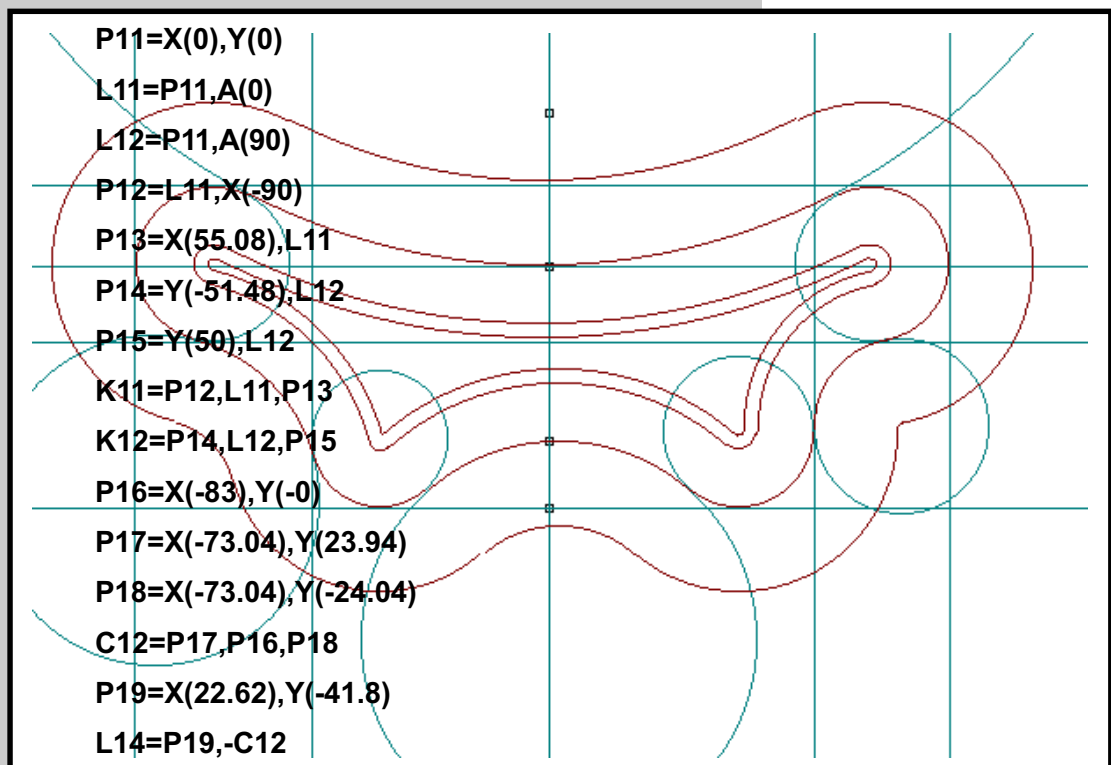 P11=X(0),Y(0)
L11=P11,A(0)
L12=P11,A(90)
P12=L11,X(-90)
P13=X(55.08),L11
P14=Y(-51.48),L12
P15=Y(50),L12
K11=P12,L11,P13
K12=P14,L12,P15
P16=X(-83),Y(-0)
P17=X(-73.04),Y(23.94)
P18=X(-73.04),Y(-24.04)
C12=P17,P16,P18
P19=X(22.62),Y(-41.8)
L14=P19,-C12